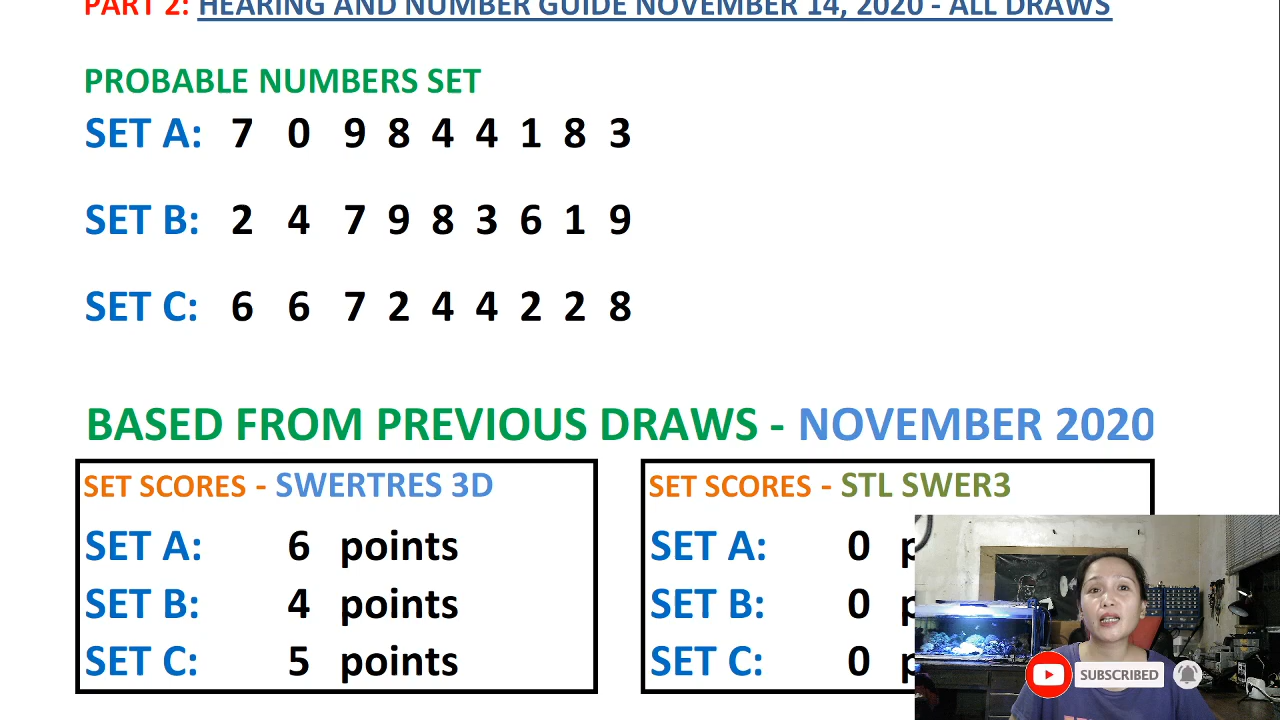 PART 2: HEARING AND NUMBER GUIDE NOVEMBER 14, 2020 - ALL DRAWS
PROBABLE NUMBERS SET
SET A: 7 0 9 8 4 4 1 8 3
SET B: 2 4 7 9 8 3 6 1 9
SET C: 6 6 7 2 4 4 2 2 8
BASED FROM PREVIOUS DRAWS - NOVEMBER 2020
SET SCORES - SWERTRES 3D
SET A: 6 points
SET B: 4 points
SET C: 5 points
SET SCORES - STL SWER3
SET A: 0 p
SET B: 0 p
SET C: 0 p
SUBSCRIBED